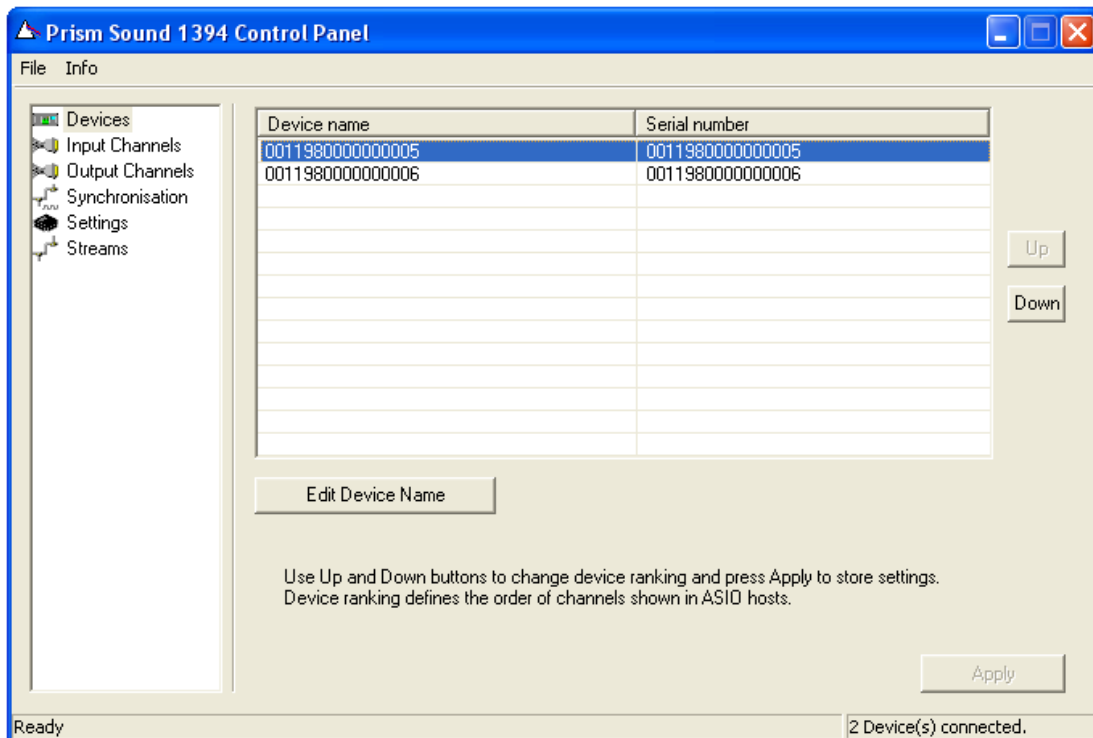 Prism Sound 1394 Control Panel
File Info
Devices
Input Channels
Output Channels
Synchronisation
Settings
Streams
Device name Serial number
0011980000000005 0011980000000005
0011980000000006 0011980000000006
Up
Down
Edit Device Name
Use Up and Down buttons to change device ranking and press Apply to store settings.
Device ranking defines the order of channels shown in ASIO hosts.
Apply
Ready 2 Device(s) connected.